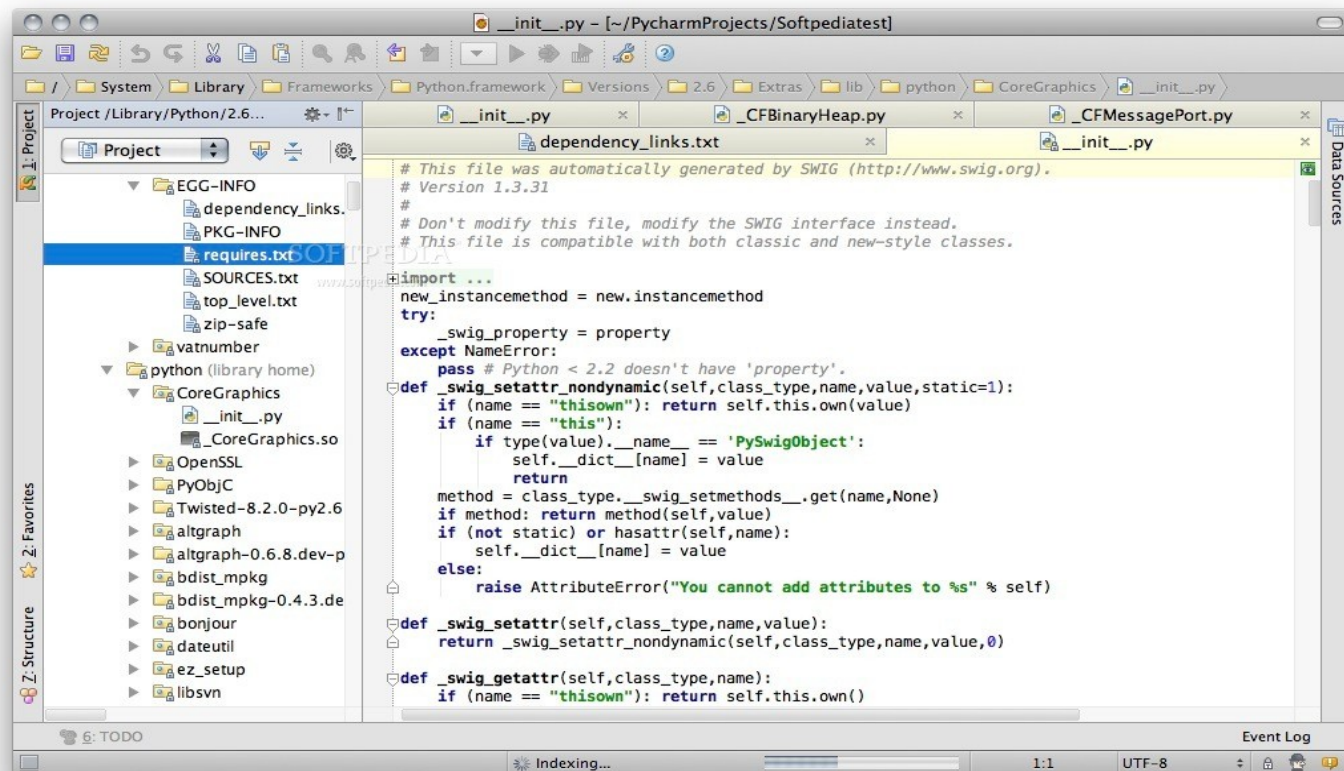 __init__.py – [~/PycharmProjects/Softpediatest]
/ System Library Frameworks Python.framework Versions 2.6 Extras lib python CoreGraphics __init__.py
Project /Library/Python/2.6...
__init__.py _CFBinaryHeap.py _CFMessagePort.py
dependency_links.txt __init__.py
1: Project
Project
EGG-INFO
dependency_links.
PKG-INFO
requires.txt
SOURCES.txt
top_level.txt
zip-safe
vatnumber
python (library home)
CoreGraphics
__init__.py
_CoreGraphics.so
OpenSSL
PyObjC
Twisted-8.2.0-py2.6
altgraph
altgraph-0.6.8.dev-p
bdist_mpkg
bdist_mpkg-0.4.3.de
bonjour
dateutil
ez_setup
libsvn
2: Favorites
7: Structure
SOFTPEDIA
# This file was automatically generated by SWIG (http://www.swig.org).
# Version 1.3.31
#
# Don't modify this file, modify the SWIG interface instead.
# This file is compatible with both classic and new-style classes.
import ...
new_instancemethod = new.instancemethod
try:
    _swig_property = property
except NameError:
    pass # Python < 2.2 doesn't have 'property'.
def _swig_setattr_nondynamic(self,class_type,name,value,static=1):
    if (name == "thisown"): return self.this.own(value)
    if (name == "this"):
        if type(value).__name__ == 'PySwigObject':
            self.__dict__[name] = value
            return
    method = class_type.__swig_setmethods__.get(name,None)
    if method: return method(self,value)
    if (not static) or hasattr(self,name):
        self.__dict__[name] = value
    else:
        raise AttributeError("You cannot add attributes to %s" % self)
def _swig_setattr(self,class_type,name,value):
    return _swig_setattr_nondynamic(self,class_type,name,value,0)
def _swig_getattr(self,class_type,name):
    if (name == "thisown"): return self.this.own()
Data Sources
6: TODO
Event Log
Indexing...
1:1
UTF-8